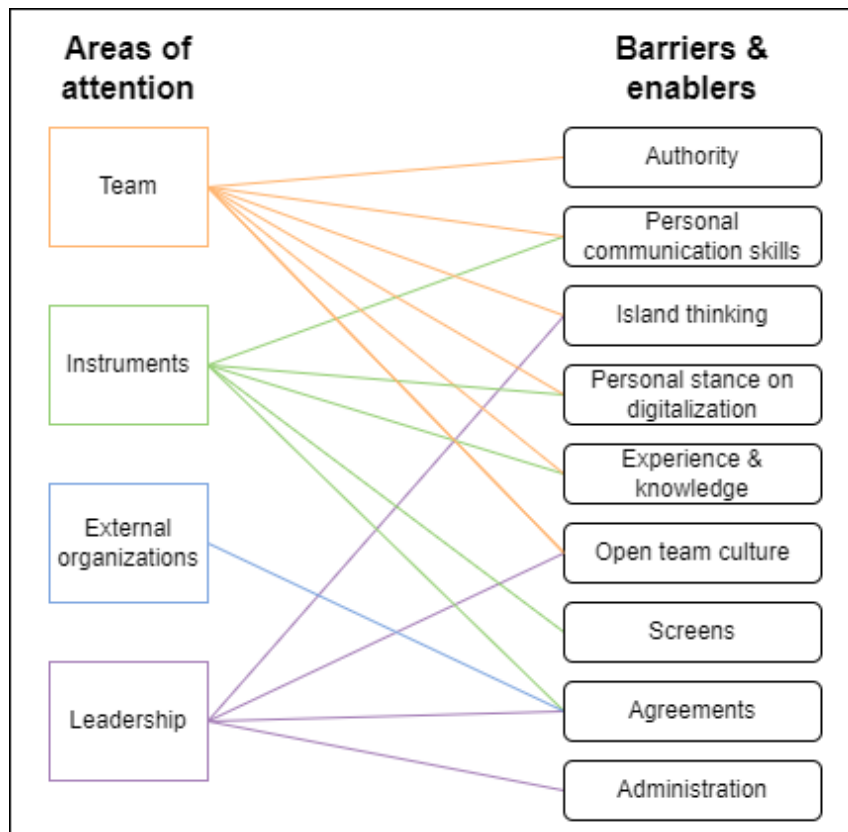 Areas of
attention
Barriers &
enablers
Team
Instruments
External
organizations
Leadership
Authority
Personal
communication skills
Island thinking
Personal stance on
digitalization
Experience &
knowledge
Open team culture
Screens
Agreements
Administration